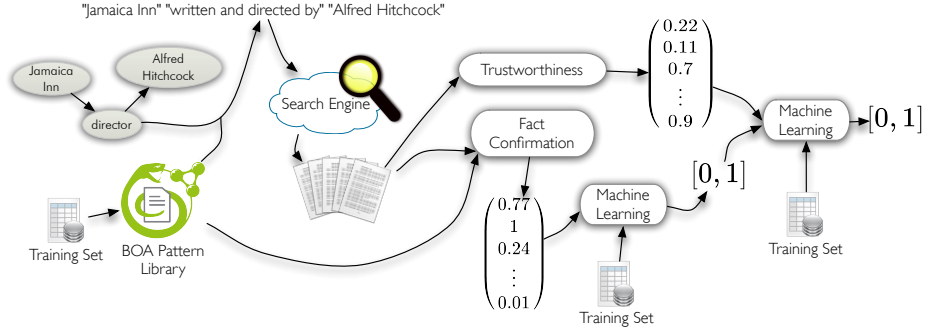 "Jamaica Inn" "written and directed by" "Alfred Hitchcock"
Jamaica
Inn
Alfred
Hitchcock
director
Search Engine
Trustworthiness
Fact
Confirmation
0.22
0.11
0.7
⋮
0.9
Machine
Learning
[0, 1]
[0, 1]
Machine
Learning
0.77
1
0.24
⋮
0.01
Training Set
BOA Pattern
Library
Training Set
Training Set